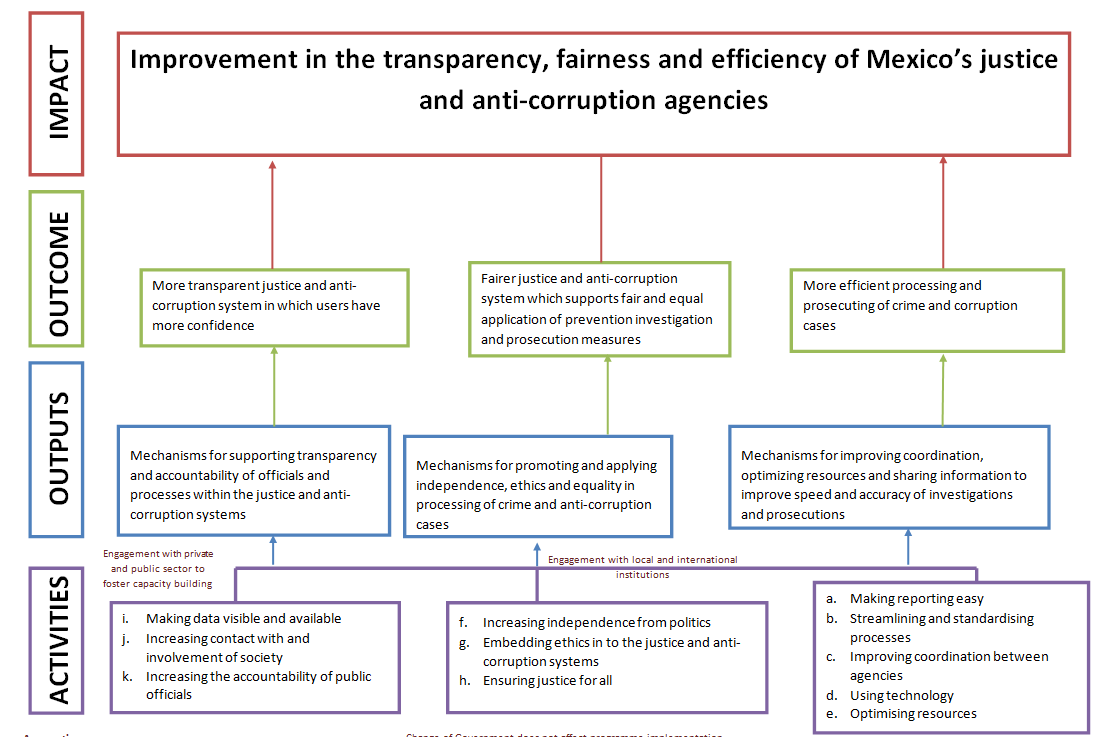 IMPACT
Improvement in the transparency, fairness and efficiency of Mexico's justice
and anti-corruption agencies
OUTCOME
More transparent justice and anti-
corruption system in which users have
more confidence
Fairer justice and anti-corruption
system which supports fair and equal
application of prevention investigation
and prosecution measures
More efficient processing and
prosecuting of crime and corruption
cases
OUTPUTS
Mechanisms for supporting transparency
and accountability of officials and
processes within the justice and anti-
corruption systems
Mechanisms for promoting and applying
independence, ethics and equality in
processing of crime and anti-corruption
cases
Mechanisms for improving coordination,
optimizing resources and sharing information to
improve speed and accuracy of investigations
and prosecutions
Engagement with private
and public sector to
foster capacity building
Engagement with local and international
institutions
ACTIVITIES
i. Making data visible and available
j. Increasing contact with and
involvement of society
k. Increasing the accountability of public
officials
f. Increasing independence from politics
g. Embedding ethics in to the justice and anti-
corruption systems
h. Ensuring justice for all
a. Making reporting easy
b. Streamlining and standardising
processes
c. Improving coordination between
agencies
d. Using technology
e. Optimising resources
Change of Government does not affect programme implementation